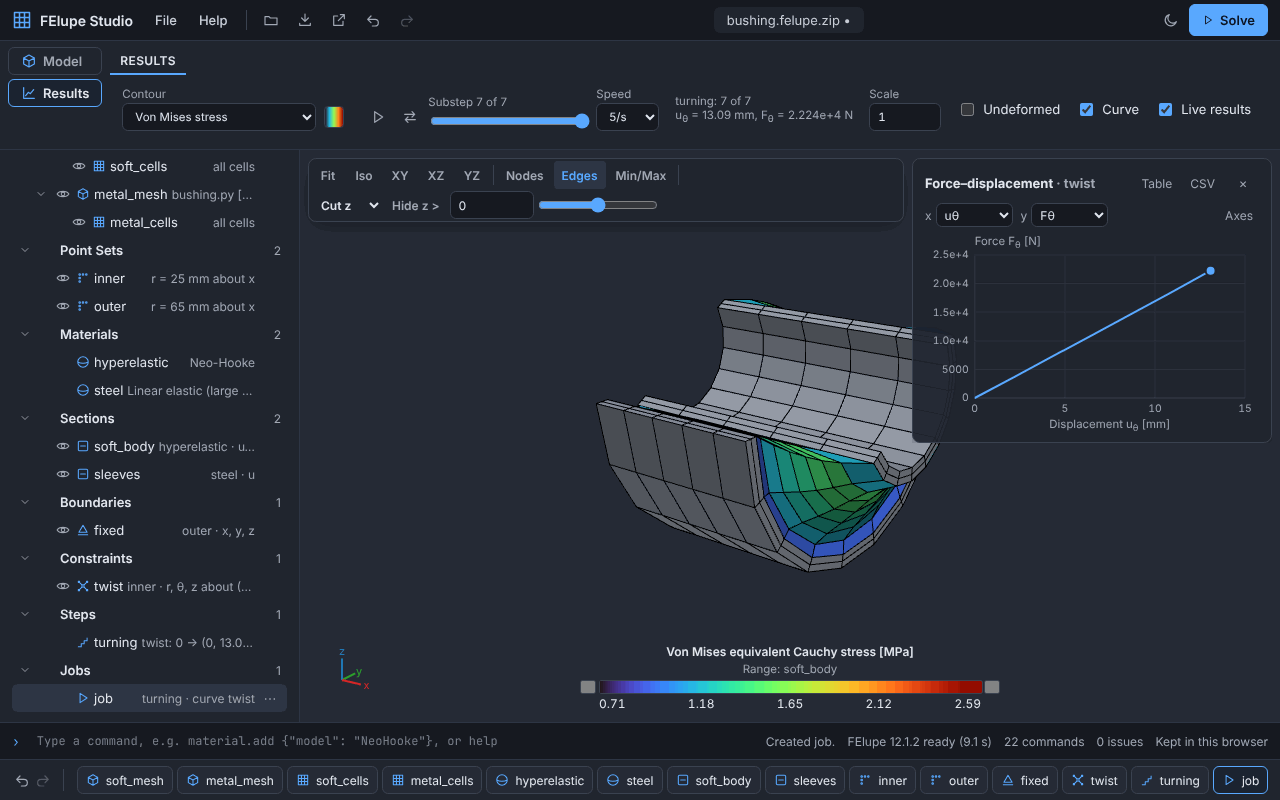 FElupe Studio File Help bushing.felupe.zip • Solve
Model RESULTS
Results
Contour
Von Mises stress
Substep 7 of 7
Speed
5/s
turning: 7 of 7
uθ = 13.09 mm, Fθ = 2.224e+4 N
Scale
1
Undeformed Curve Live results
soft_cells all cells
metal_mesh bushing.py [...
metal_cells all cells
Point Sets 2
inner r = 25 mm about x
outer r = 65 mm about x
Materials 2
hyperelastic Neo-Hooke
steel Linear elastic (large ...
Sections 2
soft_body hyperelastic · u...
sleeves steel · u
Boundaries 1
fixed outer · x, y, z
Constraints 1
twist inner · r, θ, z about (...
Steps 1
turning twist: 0 → (0, 13.0...
Jobs 1
job turning · curve twist ···
Fit Iso XY XZ YZ Nodes Edges Min/Max
Cut z Hide z > 0
Force–displacement · twist Table CSV ×
x uθ y Fθ Axes
Force Fθ [N]
2.5e+4
2.0e+4
1.5e+4
1.0e+4
5000
0
0 5 10 15
Displacement uθ [mm]
z
y
x
Von Mises equivalent Cauchy stress [MPa]
Range: soft_body
0.71 1.18 1.65 2.12 2.59
› Type a command, e.g. material.add {"model": "NeoHooke"}, or help Created job. FElupe 12.1.2 ready (9.1 s) 22 commands 0 issues Kept in this browser
soft_mesh metal_mesh soft_cells metal_cells hyperelastic steel soft_body sleeves inner outer fixed twist turning job